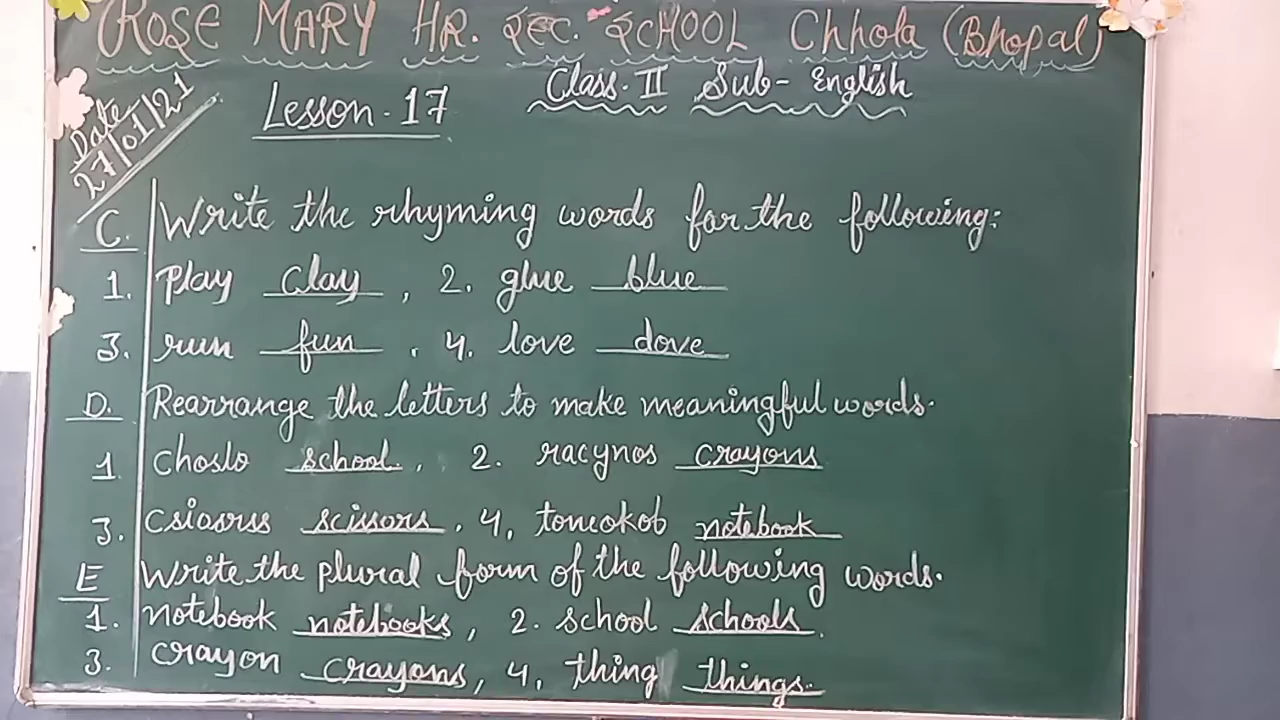 ROSE MARY HR. SEC. SCHOOL Chhola (Bhopal)
Date 27/01/21
Class-II Sub- English
Lesson-17
C. Write the rhyming words for the following:
1. Play clay, 2. glue blue
3. run fun. 4. love dove
D. Rearrange the letters to make meaningful words.
1. Choslo school., 2. racynos crayons
3. csiosrss scissors. 4. toneokob notebook
E Write the plural form of the following words.
1. notebook notebooks, 2. school schools.
3. crayon crayons, 4. thing things.